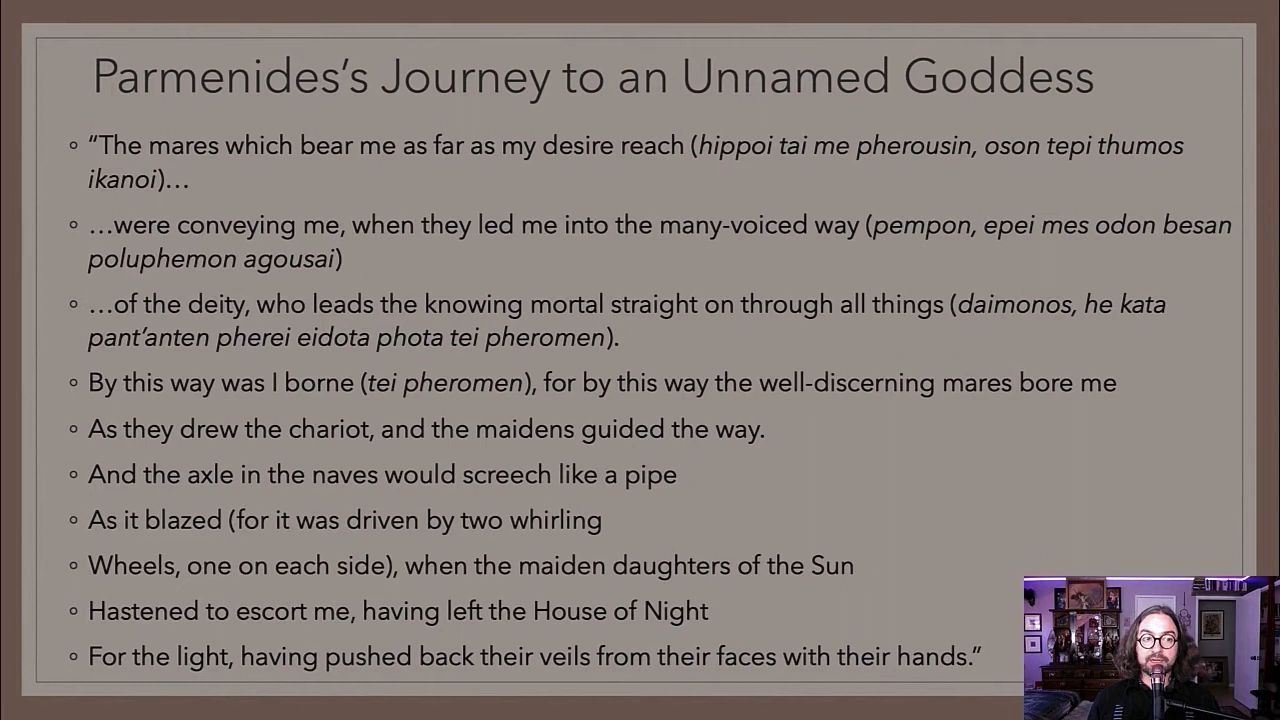 Parmenides’s Journey to an Unnamed Goddess
◦ “The mares which bear me as far as my desire reach (hippoi tai me pherousin, oson tepi thumos
ikanoi)…
◦ …were conveying me, when they led me into the many-voiced way (pempon, epei mes odon besan
poluphemon agousai)
◦ …of the deity, who leads the knowing mortal straight on through all things (daimonos, he kata
pant’anten pherei eidota phota tei pheromen).
◦ By this way was I borne (tei pheromen), for by this way the well-discerning mares bore me
◦ As they drew the chariot, and the maidens guided the way.
◦ And the axle in the naves would screech like a pipe
◦ As it blazed (for it was driven by two whirling
◦ Wheels, one on each side), when the maiden daughters of the Sun
◦ Hastened to escort me, having left the House of Night
◦ For the light, having pushed back their veils from their faces with their hands.”